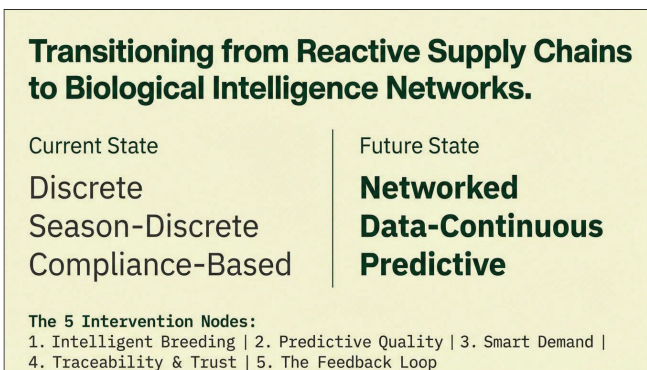 Transitioning from Reactive Supply Chains
to Biological Intelligence Networks.
Current State
Discrete
Season-Discrete
Compliance-Based
Future State
Networked
Data-Continuous
Predictive
The 5 Intervention Nodes:
1. Intelligent Breeding | 2. Predictive Quality | 3. Smart Demand |
4. Traceability & Trust | 5. The Feedback Loop